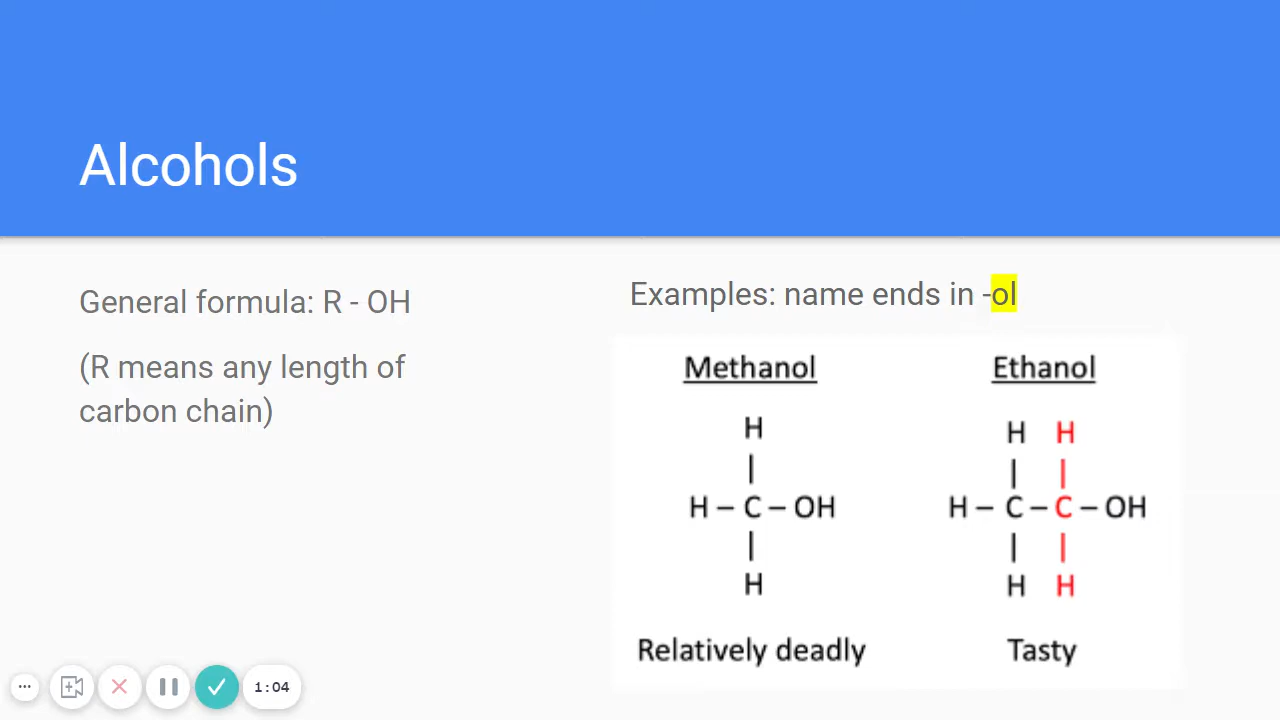 Alcohols
General formula: R - OH
(R means any length of
carbon chain)
Examples: name ends in -ol
Methanol
H
|
H – C – OH
|
H
Relatively deadly
Ethanol
H H
| |
H – C – C – OH
| |
H H
Tasty
1:04